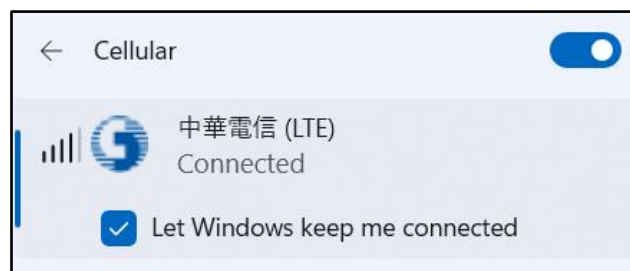 Cellular
中華電信 (LTE)
Connected
Let Windows keep me connected